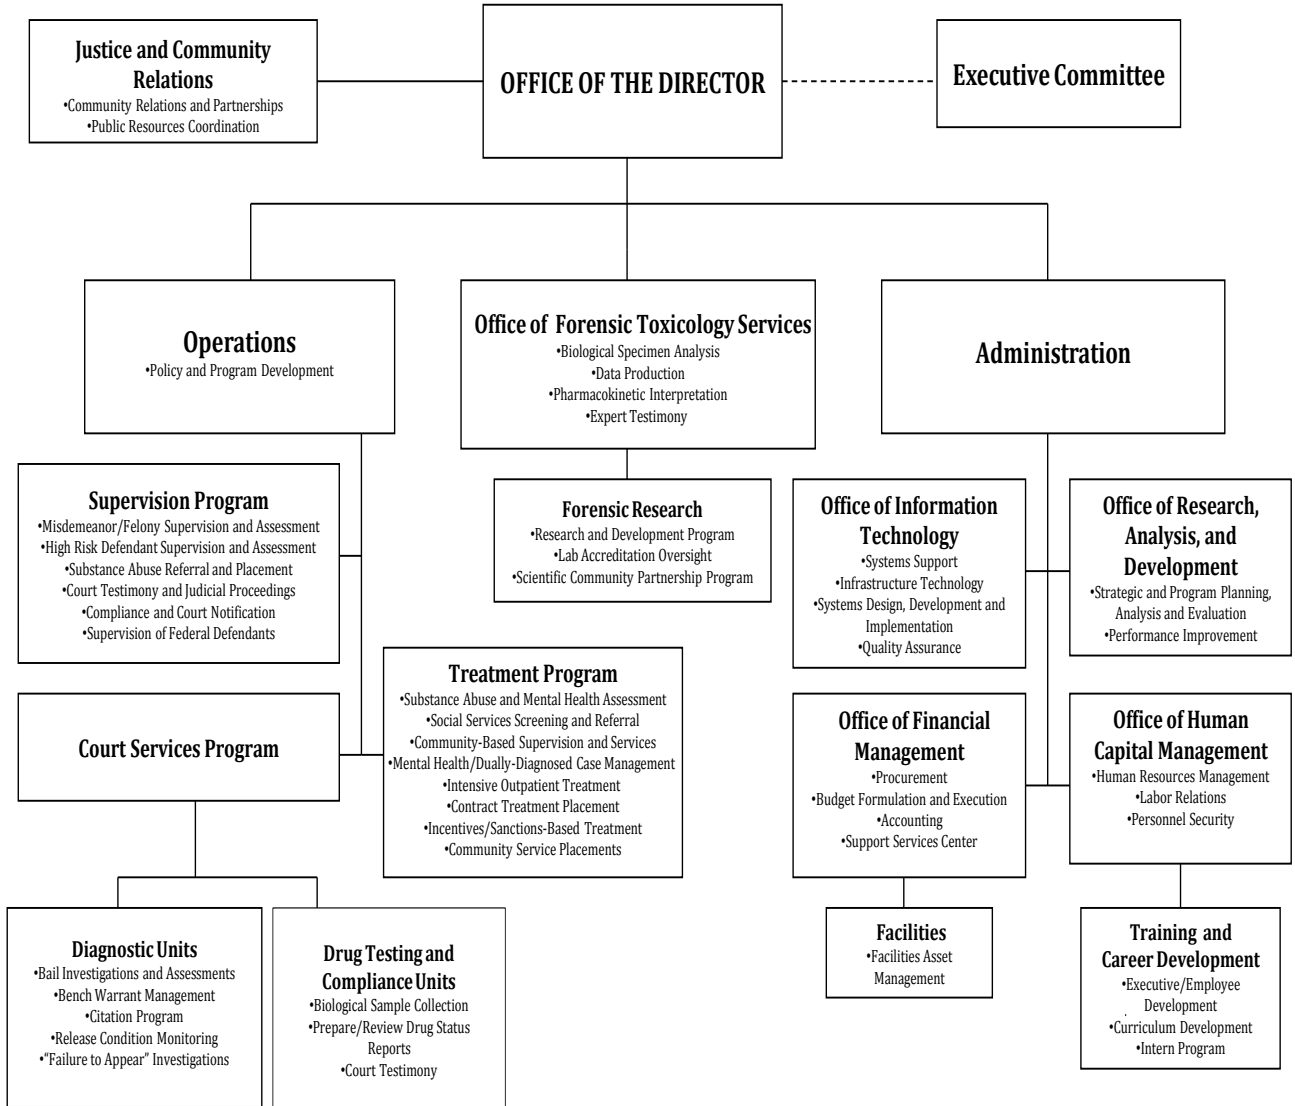 Justice and Community
Relations
•Community Relations and Partnerships
•Public Resources Coordination
OFFICE OF THE DIRECTOR
Executive Committee
Operations
•Policy and Program Development
Office of Forensic Toxicology Services
•Biological Specimen Analysis
•Data Production
•Pharmacokinetic Interpretation
•Expert Testimony
Administration
Supervision Program
•Misdemeanor/Felony Supervision and Assessment
•High Risk Defendant Supervision and Assessment
•Substance Abuse Referral and Placement
•Court Testimony and Judicial Proceedings
•Compliance and Court Notification
•Supervision of Federal Defendants
Forensic Research
•Research and Development Program
•Lab Accreditation Oversight
•Scientific Community Partnership Program
Office of Information
Technology
•Systems Support
•Infrastructure Technology
•Systems Design, Development and
Implementation
•Quality Assurance
Office of Research,
Analysis, and
Development
•Strategic and Program Planning,
Analysis and Evaluation
•Performance Improvement
Court Services Program
Treatment Program
•Substance Abuse and Mental Health Assessment
•Social Services Screening and Referral
•Community-Based Supervision and Services
•Mental Health/Dually-Diagnosed Case Management
•Intensive Outpatient Treatment
•Contract Treatment Placement
•Incentives/Sanctions-Based Treatment
•Community Service Placements
Office of Financial
Management
•Procurement
•Budget Formulation and Execution
•Accounting
•Support Services Center
Office of Human
Capital Management
•Human Resources Management
•Labor Relations
•Personnel Security
Diagnostic Units
•Bail Investigations and Assessments
•Bench Warrant Management
•Citation Program
•Release Condition Monitoring
•“Failure to Appear” Investigations
Drug Testing and
Compliance Units
•Biological Sample Collection
•Prepare/Review Drug Status
Reports
•Court Testimony
Facilities
•Facilities Asset
Management
Training and
Career Development
•Executive/Employee
Development
•Curriculum Development
•Intern Program